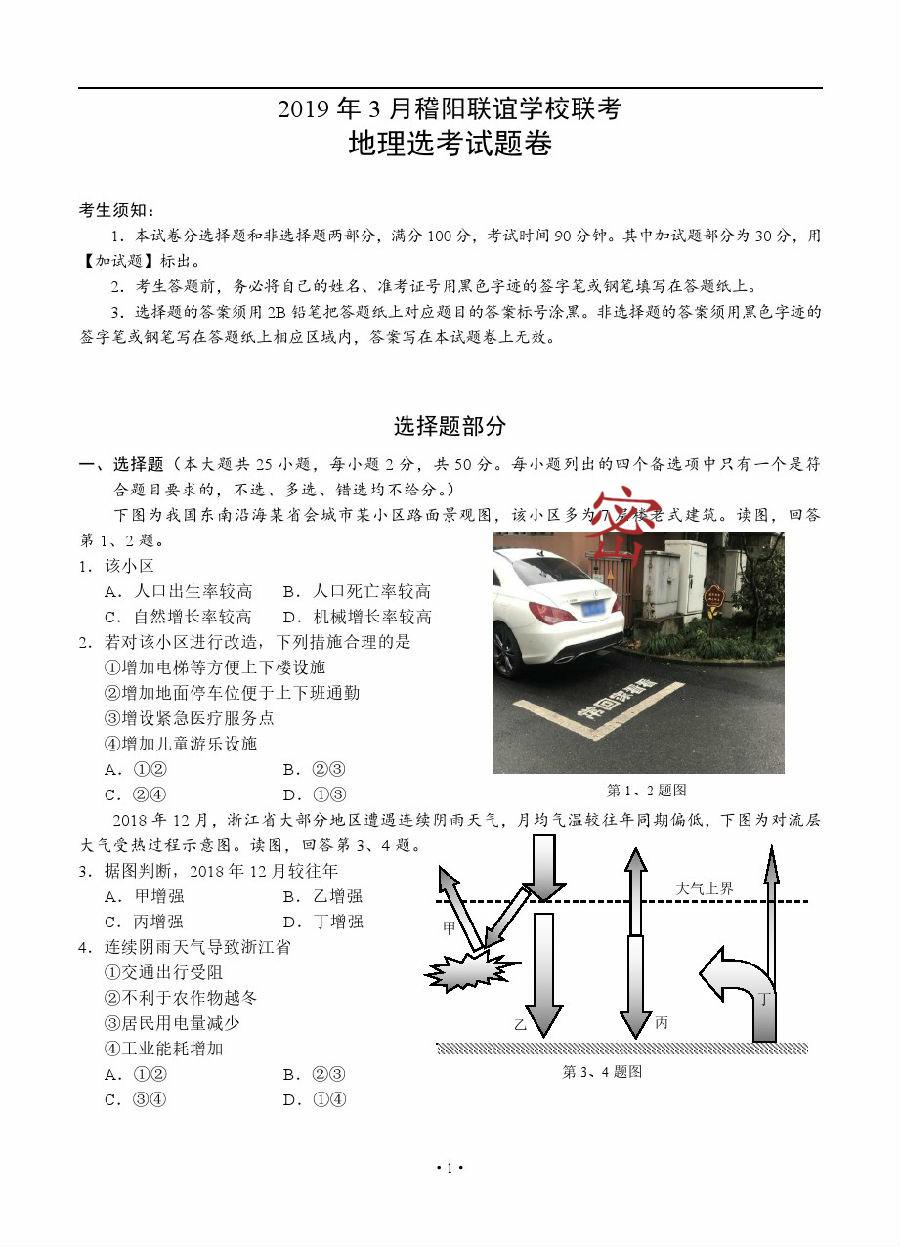 2019 年 3 月稽阳联谊学校联考
地理选考试题卷
考生须知：
1．本试卷分选择题和非选择题两部分，满分 100 分，考试时间 90 分钟。其中加试题部分为 30 分，用
【加试题】标出。
2．考生答题前，务必将自己的姓名、准考证号用黑色字迹的签字笔或钢笔填写在答题纸上。
3．选择题的答案须用 2B 铅笔把答题纸上对应题目的答案标号涂黑。非选择题的答案须用黑色字迹的
签字笔或钢笔写在答题纸上相应区域内，答案写在本试题卷上无效。
选择题部分
一、选择题（本大题共 25 小题，每小题 2 分，共 50 分。每小题列出的四个备选项中只有一个是符
合题目要求的，不选、多选、错选均不给分。）
下图为我国东南沿海某省会城市某小区路面景观图，该小区多为 7 层楼老式建筑。读图，回答
密
第 1、2 题。
1．该小区
A．人口出生率较高 B．人口死亡率较高
C．自然增长率较高 D．机械增长率较高
2．若对该小区进行改造，下列措施合理的是
①增加电梯等方便上下楼设施
②增加地面停车位便于上下班通勤
③增设紧急医疗服务点
④增加儿童游乐设施
A．①② B．②③
C．②④ D．①③
常回家看看
第 1、2 题图
2018 年 12 月，浙江省大部分地区遭遇连续阴雨天气，月均气温较往年同期偏低．下图为对流层
大气受热过程示意图。读图，回答第 3、4 题。
3．据图判断，2018 年 12 月较往年
A．甲增强 B．乙增强
C．丙增强 D．丁增强
4．连续阴雨天气导致浙江省
①交通出行受阻
②不利于农作物越冬
③居民用电量减少
④工业能耗增加
A．①② B．②③
C．③④ D．①④
大气上界
甲
乙
丙
丁
第 3、4 题图
·1·